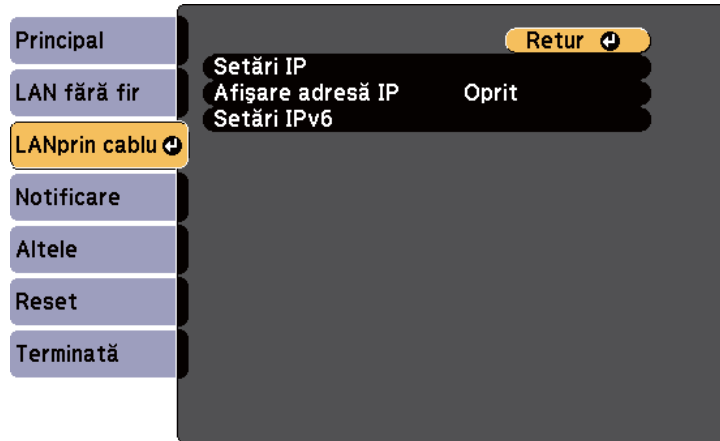 Principal
LAN fără fir
LANprin cablu
Notificare
Altele
Reset
Terminată
Retur
Setări IP
Afişare adresă IP Oprit
Setări IPv6